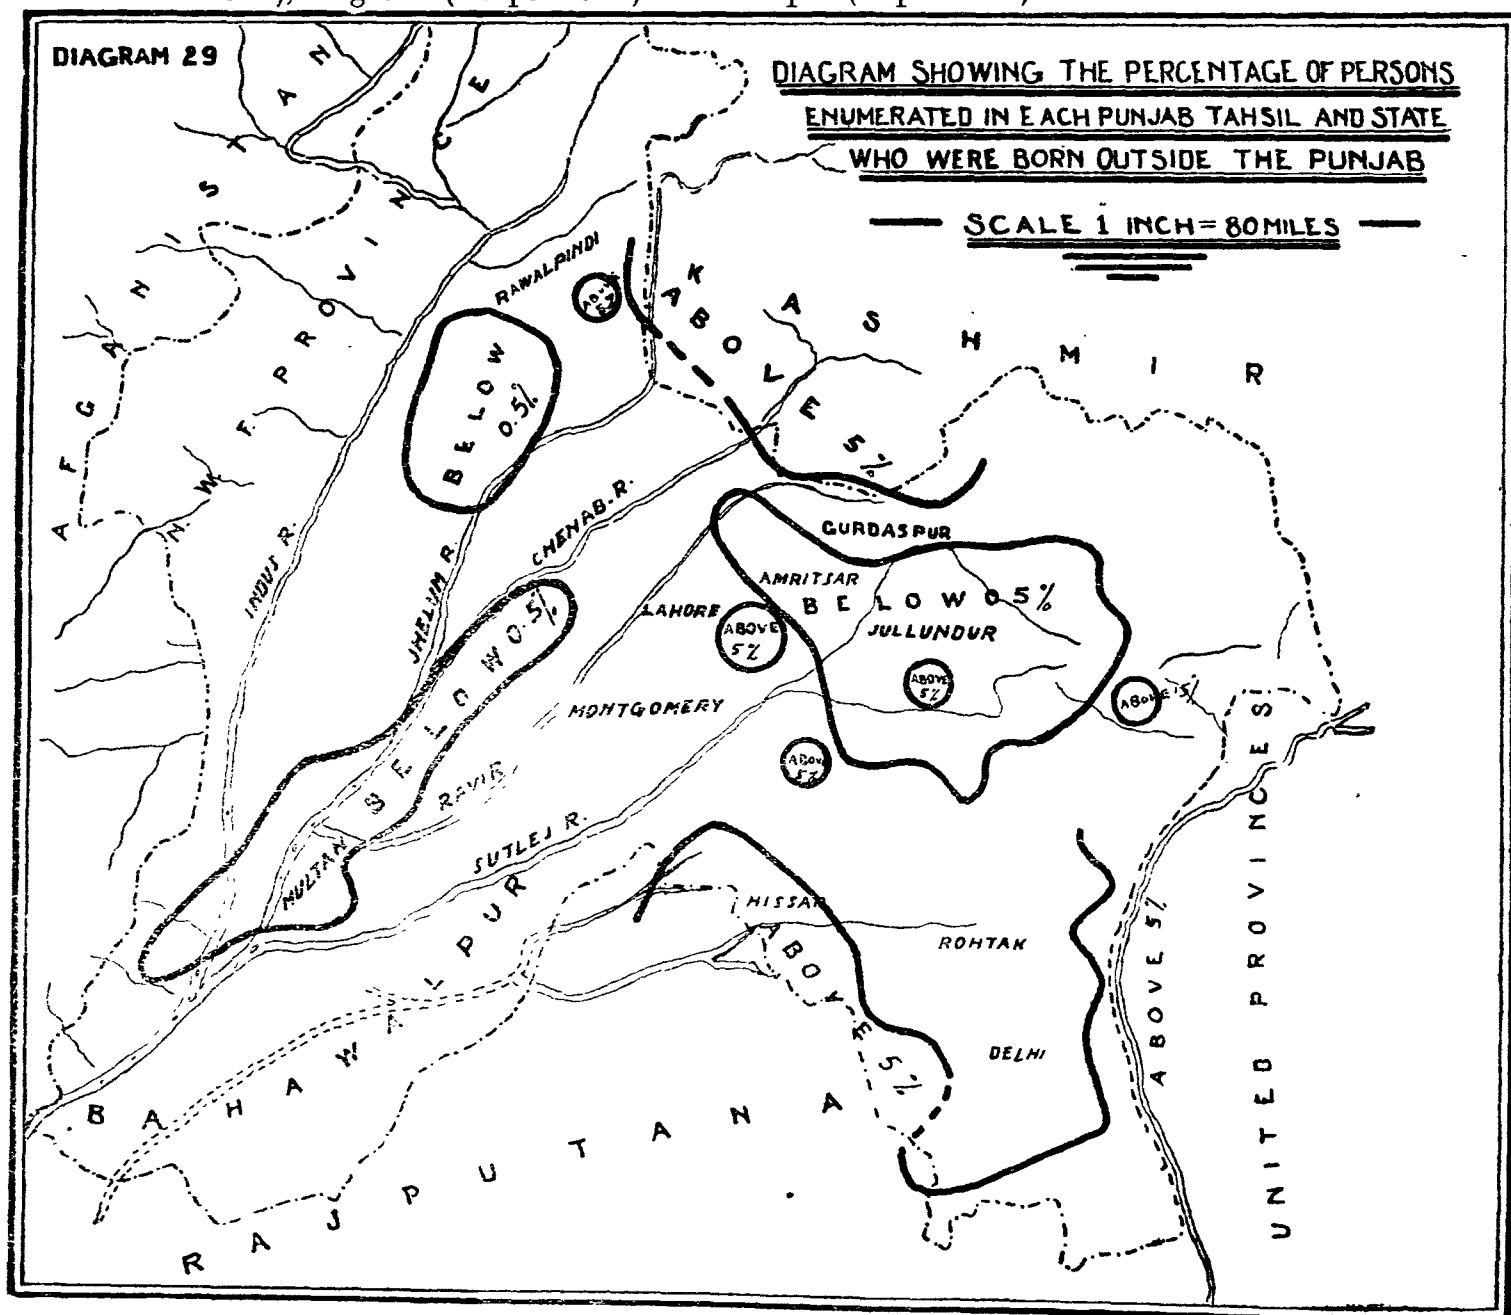 DIAGRAM 29
DIAGRAM SHOWING THE PERCENTAGE OF PERSONS
ENUMERATED IN EACH PUNJAB TAHSIL AND STATE
WHO WERE BORN OUTSIDE THE PUNJAB
SCALE 1 INCH = 80 MILES
AFGANISTAN
N. W. F. PROVINCE
KASHMIR
RAWALPINDI
ABOVE 5%
ABOVE 5%
BELOW 0.5%
INDUS R.
JHELUM R.
CHENAB. R.
GURDASPUR
AMRITSAR
BELOW 0 5%
LAHORE
ABOVE 5%
JULLUNDUR
ABOVE 5%
ABOVE 5%
BELOW 0.5%
MONTGOMERY
ABOV 5%
RAVI R
MULTAN
SUTLEJ R.
HISSAR
ROHTAK
ABOVE 5%
DELHI
ABOVE 5%
UNITED PROVINCES
BAHAWALPUR
RAJPUTANA